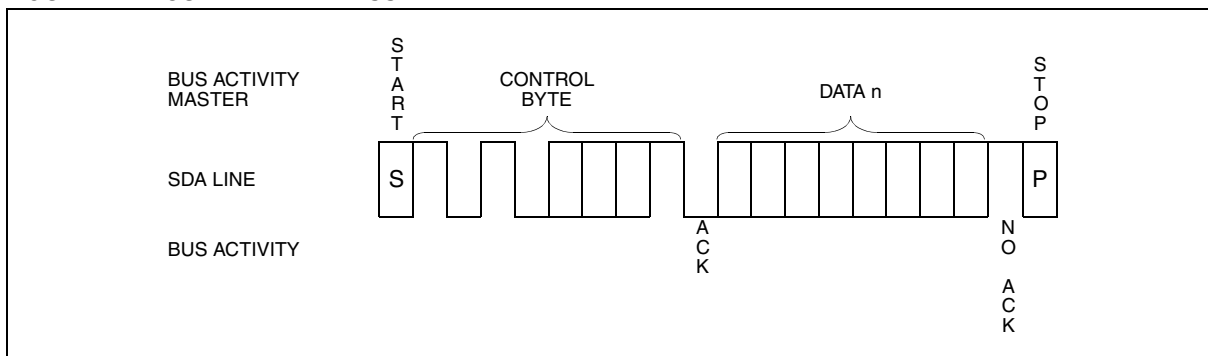 START
BUS ACTIVITY
MASTER
CONTROL
BYTE
DATA n
STOP
SDA LINE
S
P
BUS ACTIVITY
ACK
NO ACK